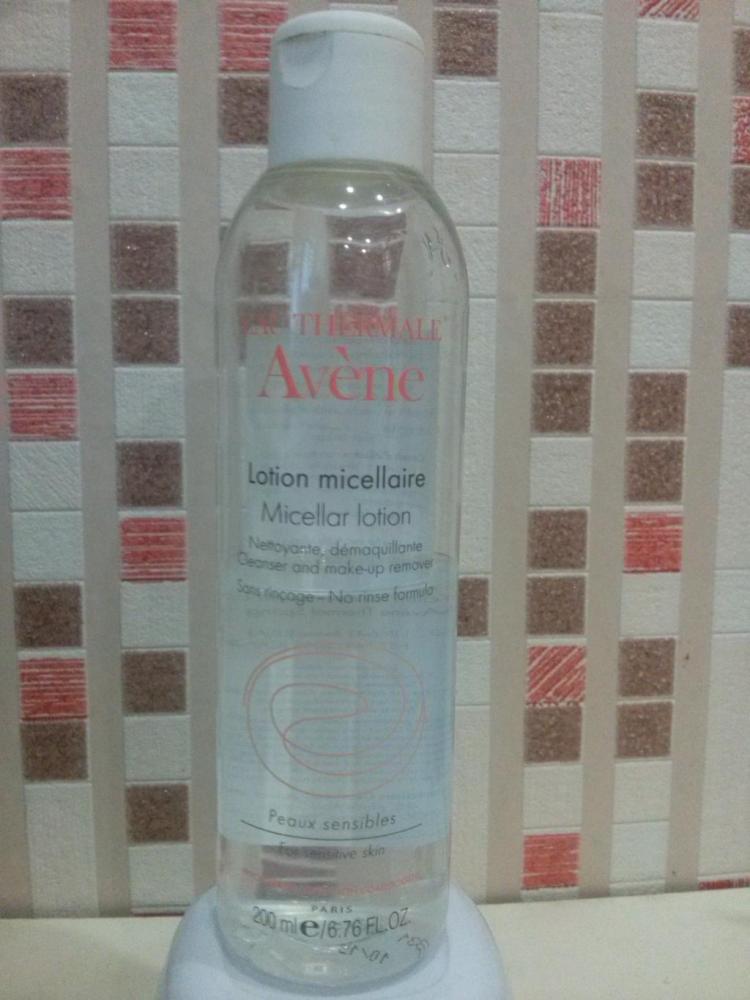 EAU THERMALE
Avène
Lotion micellaire
Micellar lotion
Nettoyante, démaquillante
Cleanser and make-up remover
Sans rinçage - No rinse formula
Peaux sensibles
For sensitive skin
PARIS
200 ml e/6.76 FL.OZ.